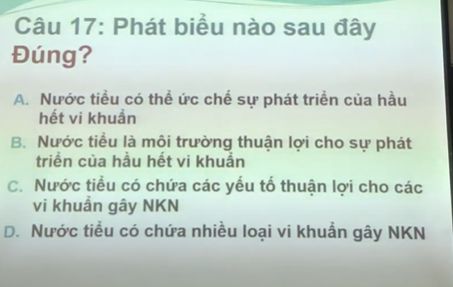 Câu 17: Phát biểu nào sau đây
Đúng?
A. Nước tiểu có thể ức chế sự phát triển của hầu
hết vi khuẩn
B. Nước tiểu là môi trường thuận lợi cho sự phát
triển của hầu hết vi khuẩn
C. Nước tiểu có chứa các yếu tố thuận lợi cho các
vi khuẩn gây NKN
D. Nước tiểu có chứa nhiều loại vi khuẩn gây NKN